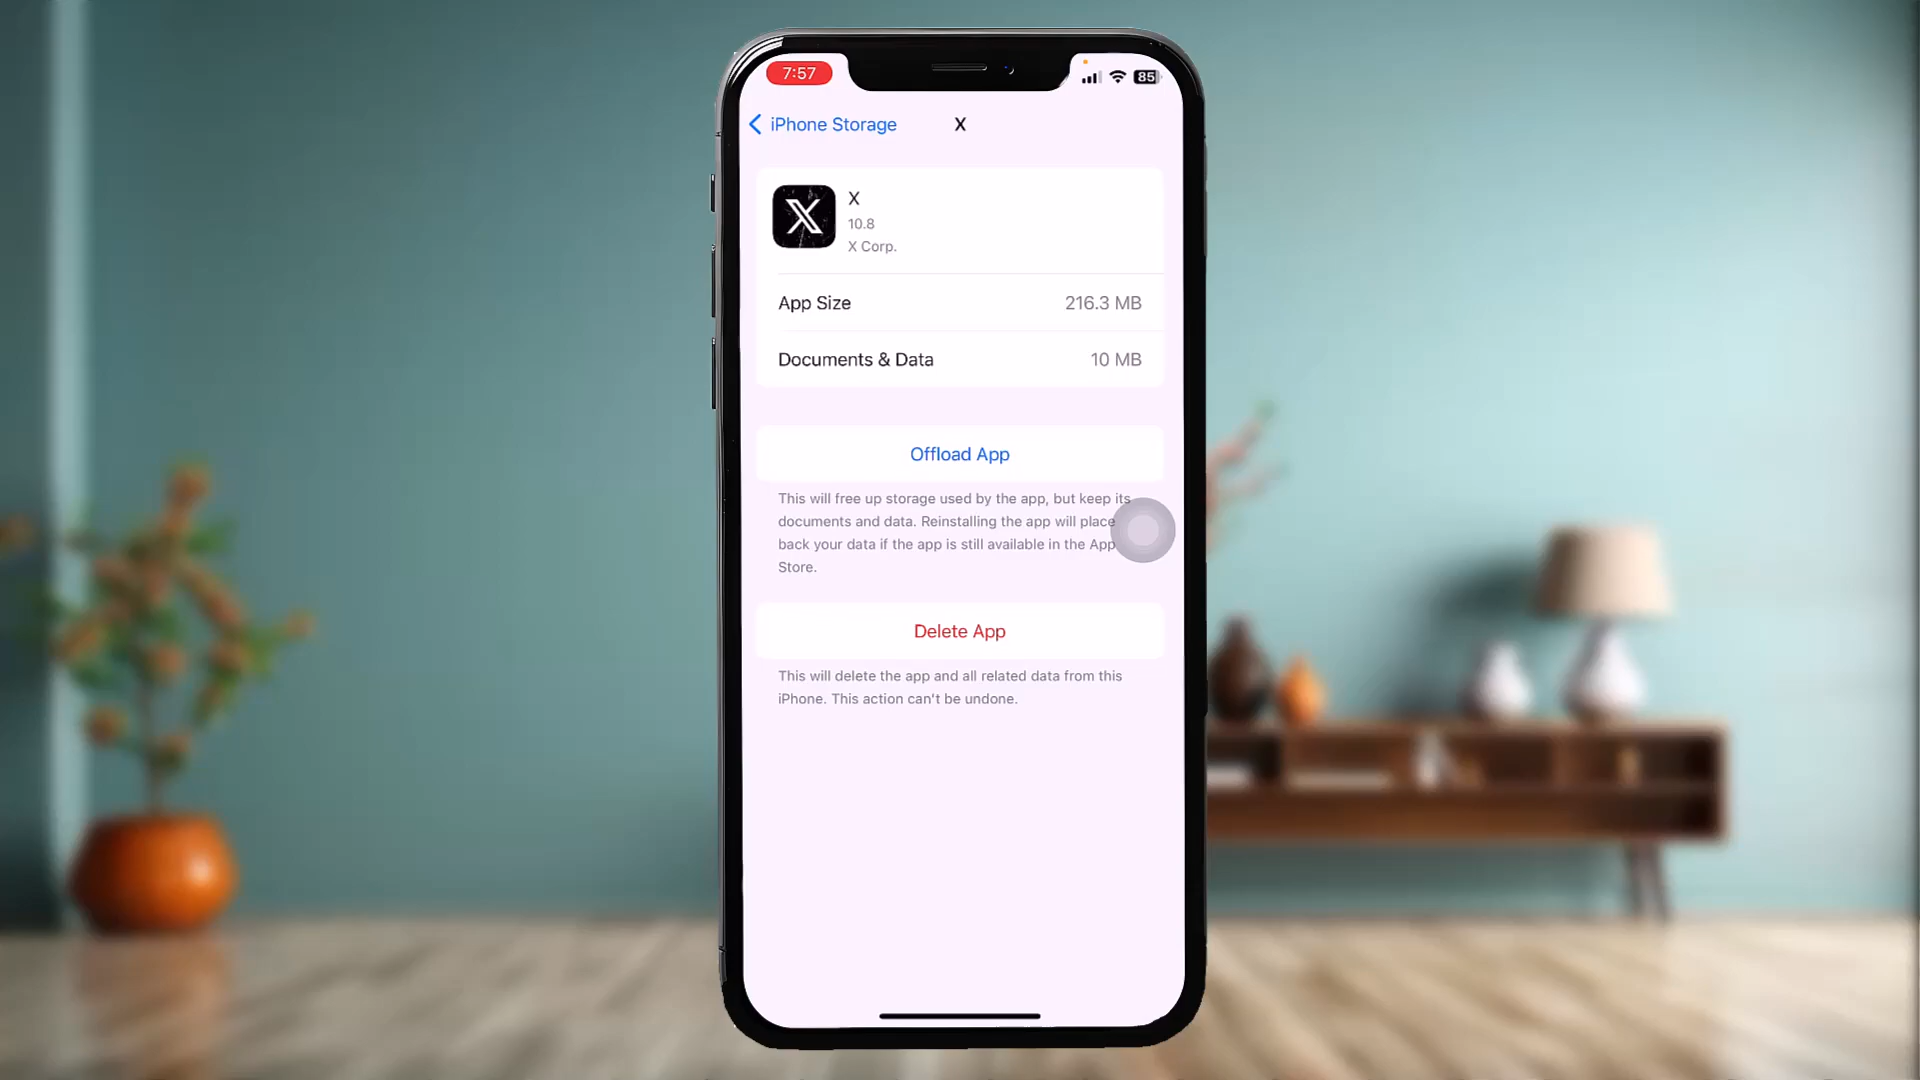 7:57
85
iPhone Storage
X
X
10.8
X Corp.
App Size 216.3 MB
Documents & Data 10 MB
Offload App
This will free up storage used by the app, but keep its
documents and data. Reinstalling the app will place
back your data if the app is still available in the App
Store.
Delete App
This will delete the app and all related data from this
iPhone. This action can't be undone.